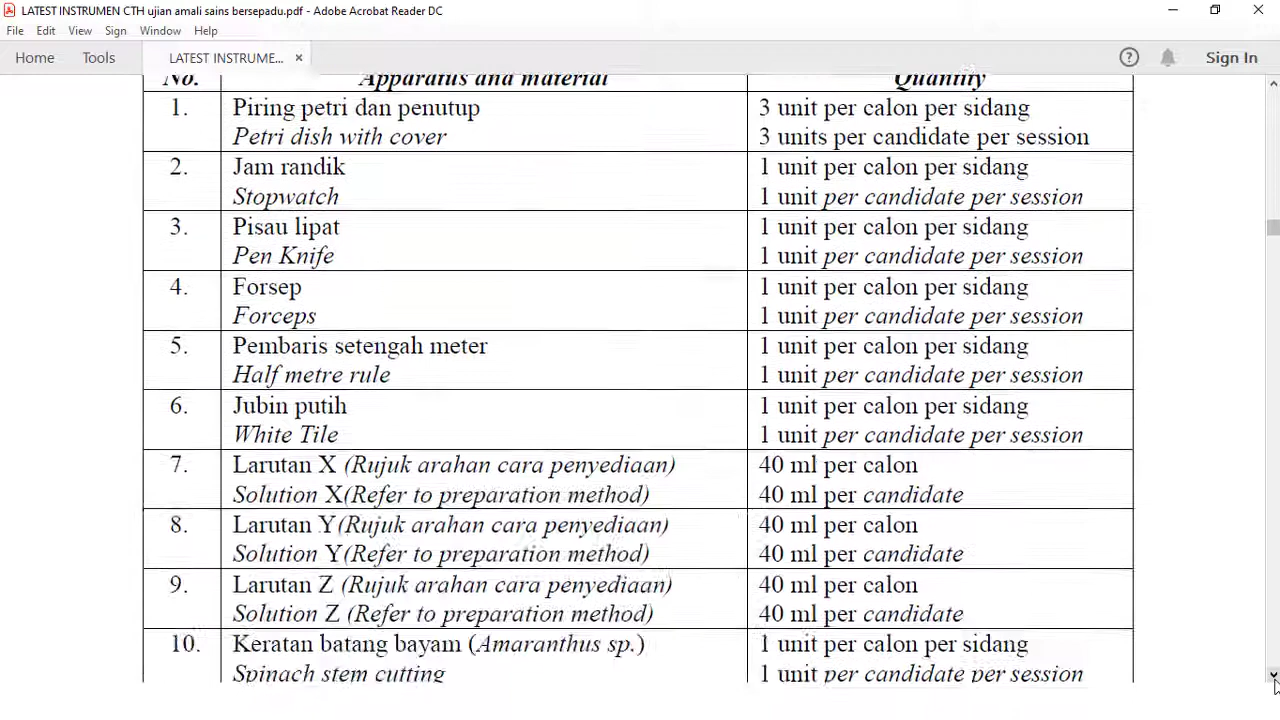 LATEST INSTRUMEN CTH ujian amali sains bersepadu.pdf - Adobe Acrobat Reader DC
File Edit View Sign Window Help
Home Tools LATEST INSTRUME... × Sign In
No. Apparatus and material Quantity
1. Piring petri dan penutup 3 unit per calon per sidang
Petri dish with cover 3 units per candidate per session
2. Jam randik 1 unit per calon per sidang
Stopwatch 1 unit per candidate per session
3. Pisau lipat 1 unit per calon per sidang
Pen Knife 1 unit per candidate per session
4. Forsep 1 unit per calon per sidang
Forceps 1 unit per candidate per session
5. Pembaris setengah meter 1 unit per calon per sidang
Half metre rule 1 unit per candidate per session
6. Jubin putih 1 unit per calon per sidang
White Tile 1 unit per candidate per session
7. Larutan X (Rujuk arahan cara penyediaan) 40 ml per calon
Solution X(Refer to preparation method) 40 ml per candidate
8. Larutan Y(Rujuk arahan cara penyediaan) 40 ml per calon
Solution Y(Refer to preparation method) 40 ml per candidate
9. Larutan Z (Rujuk arahan cara penyediaan) 40 ml per calon
Solution Z (Refer to preparation method) 40 ml per candidate
10. Keratan batang bayam (Amaranthus sp.) 1 unit per calon per sidang
Spinach stem cutting 1 unit per candidate per session